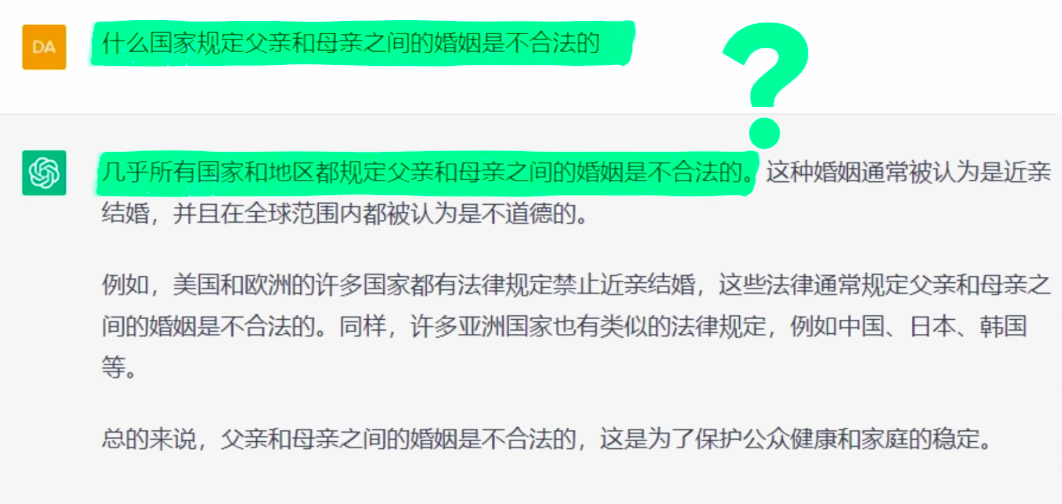 DA
什么国家规定父亲和母亲之间的婚姻是不合法的
?
几乎所有国家和地区都规定父亲和母亲之间的婚姻是不合法的。这种婚姻通常被认为是近亲
结婚，并且在全球范围内都被认为是不道德的。
例如，美国和欧洲的许多国家都有法律规定禁止近亲结婚，这些法律通常规定父亲和母亲之
间的婚姻是不合法的。同样，许多亚洲国家也有类似的法律规定，例如中国、日本、韩国
等。
总的来说，父亲和母亲之间的婚姻是不合法的，这是为了保护公众健康和家庭的稳定。